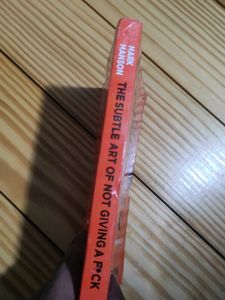 MARK
MANSON
THE SUBTLE ART OF NOT GIVING A F*CK